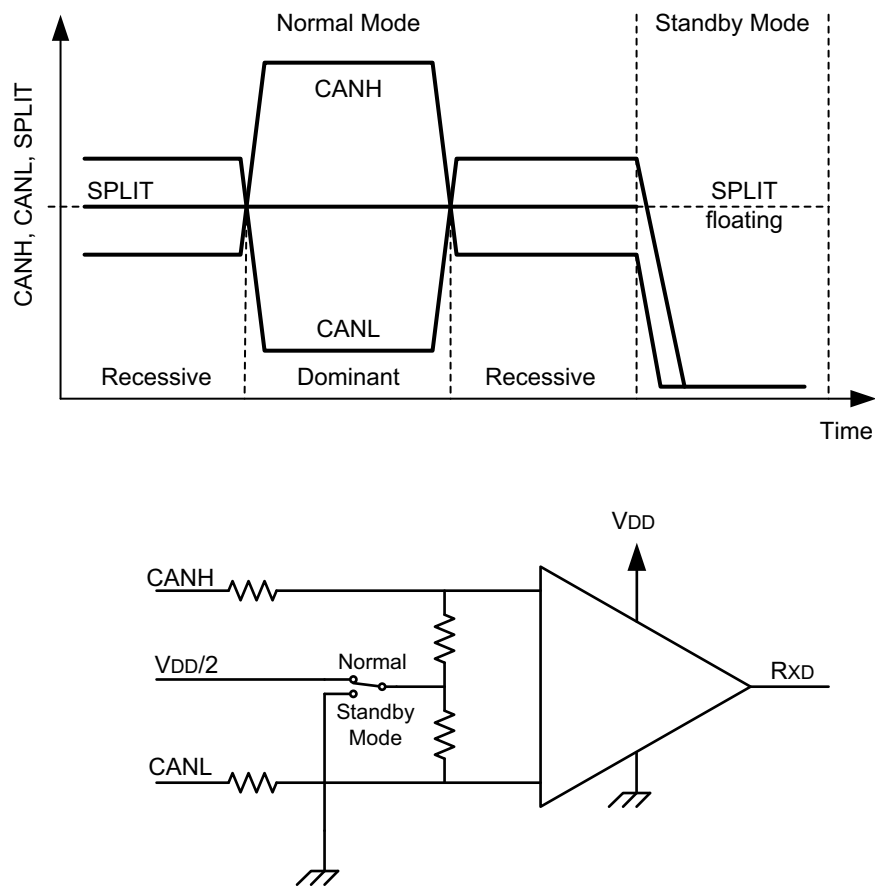 Normal Mode
Standby Mode
CANH, CANL, SPLIT
CANH
SPLIT
SPLIT
floating
CANL
Recessive
Dominant
Recessive
Time
VDD
CANH
VDD/2
Normal
Standby
Mode
RXD
CANL